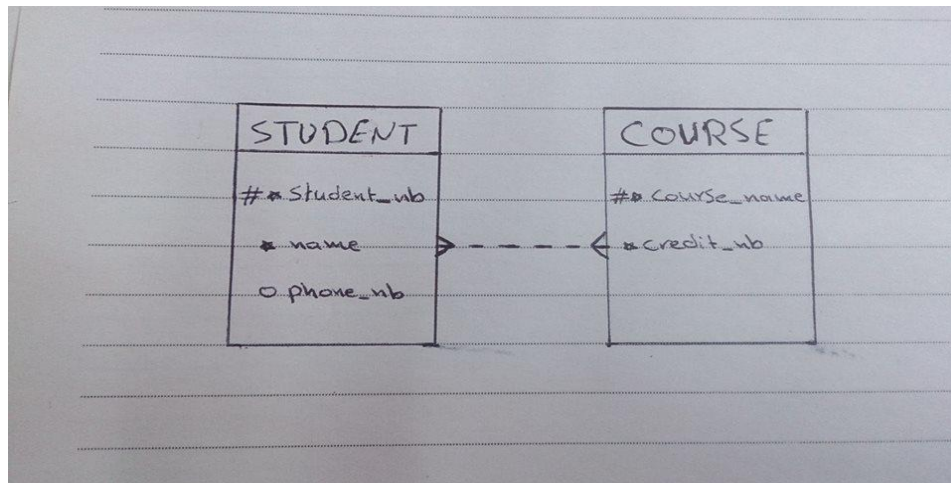 STUDENT
#* Student_nb
* name
o phone_nb
COURSE
#* course_name
* credit_nb